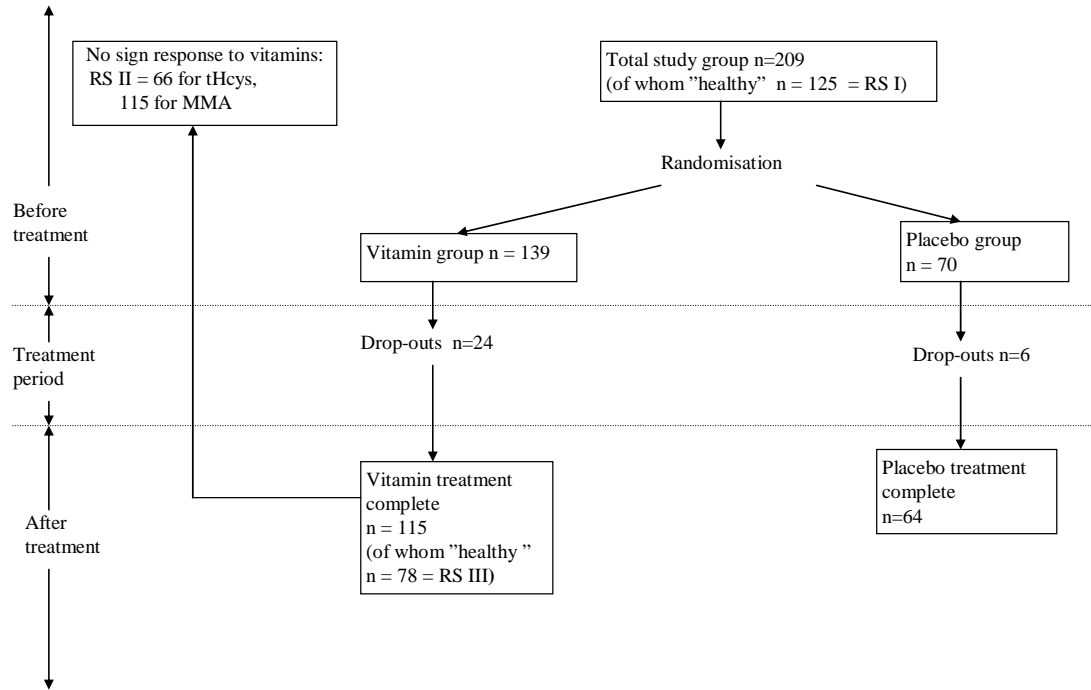 No sign response to vitamins:
RS II = 66 for tHcys,
115 for MMA
Total study group n=209
(of whom ”healthy” n = 125 = RS I)
Randomisation
Before
treatment
Vitamin group n = 139
Placebo group
n = 70
Treatment
period
Drop-outs n=24
Drop-outs n=6
After
treatment
Vitamin treatment
complete
n = 115
(of whom ”healthy ”
n = 78 = RS III)
Placebo treatment
complete
n=64